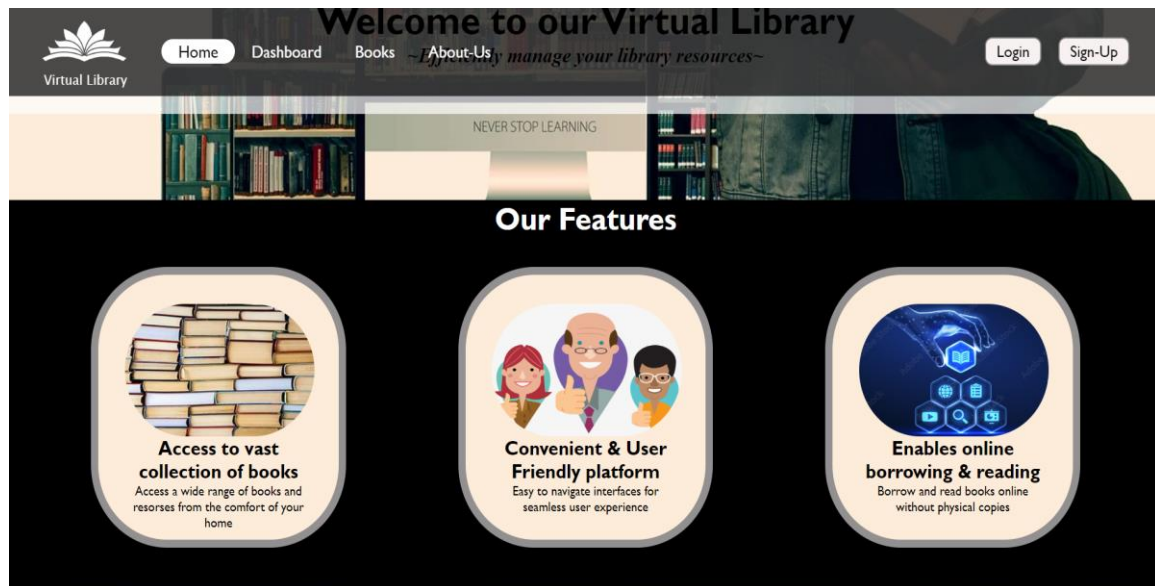 Welcome to our Virtual Library
Virtual Library
Home Dashboard Books About-Us Login Sign-Up
~Efficiently manage your library resources~
NEVER STOP LEARNING
Our Features
Access to vast
collection of books
Access a wide range of books and
resorses from the comfort of your
home
Convenient & User
Friendly platform
Easy to navigate interfaces for
seamless user experience
Enables online
borrowing & reading
Borrow and read books online
without physical copies